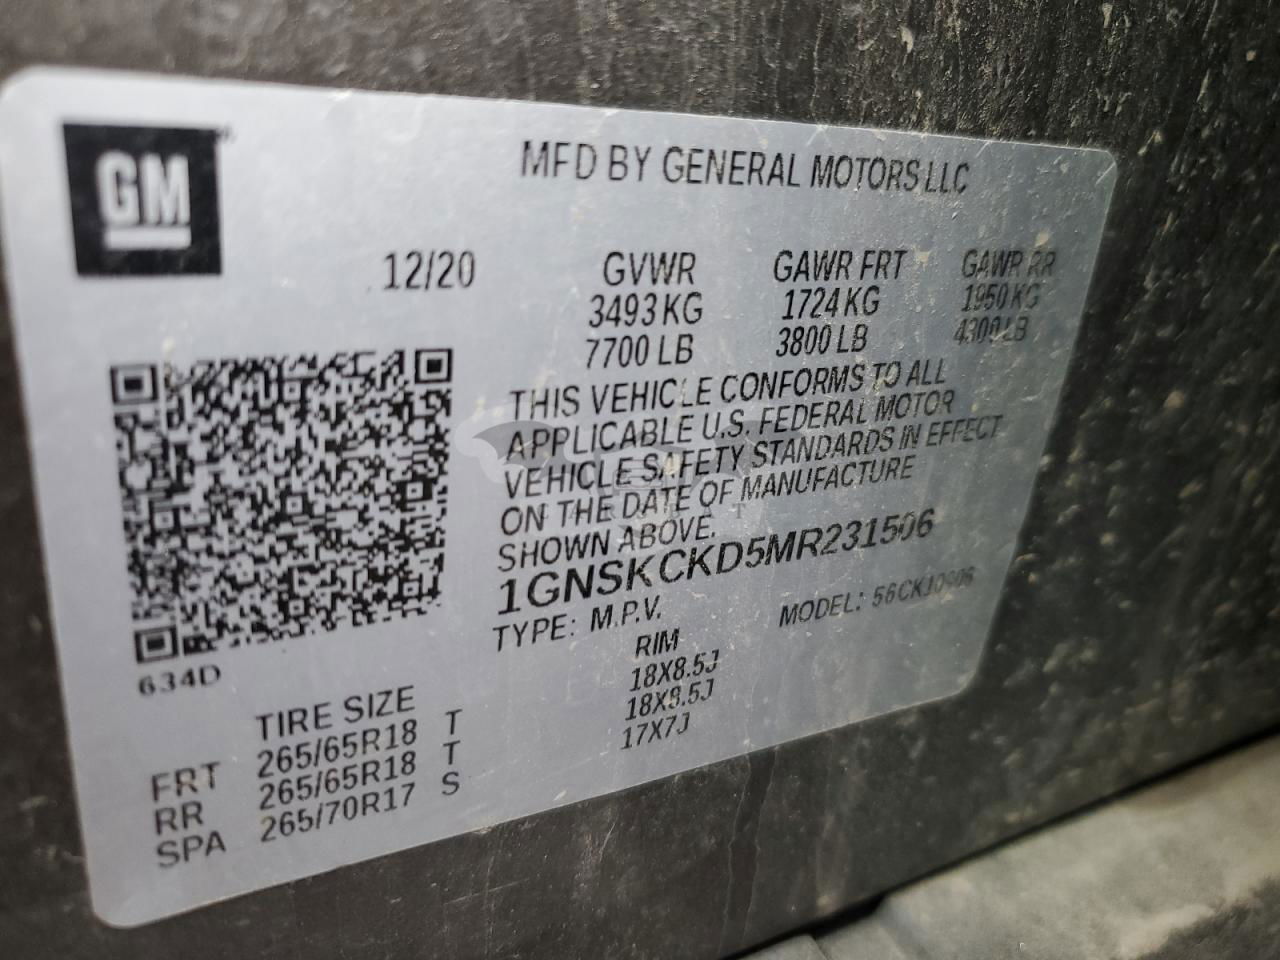 GM
MFD BY GENERAL MOTORS LLC
12/20
GVWR GAWR FRT GAWR RR
3493 KG 1724 KG 1950 KG
7700 LB 3800 LB 4300 LB
THIS VEHICLE CONFORMS TO ALL
APPLICABLE U.S. FEDERAL MOTOR
VEHICLE SAFETY STANDARDS IN EFFECT
ON THE DATE OF MANUFACTURE
SHOWN ABOVE.
1GNSKCKD5MR231506
TYPE: M.P.V. MODEL:
634D
TIRE SIZE RIM
FRT 265/65R18 T 18X8.5J
RR 265/65R18 T 18X8.5J
SPA 265/70R17 S 17X7J